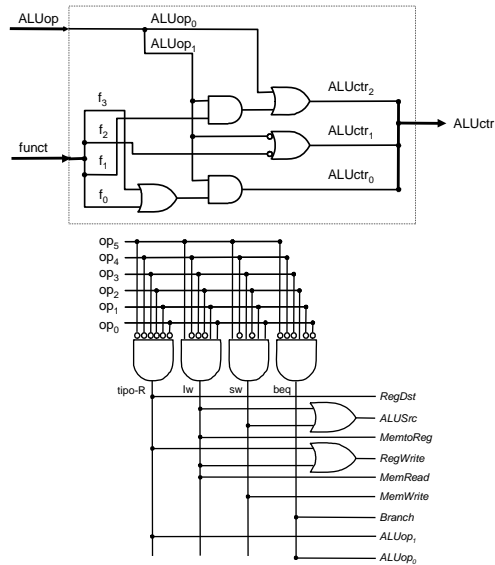 ALUop
ALUop0
ALUop1
f3
ALUctr2
f2
ALUctr1
ALUctr
funct
f1
ALUctr0
f0
op5
op4
op3
op2
op1
op0
tipo-R
lw
sw
beq
RegDst
ALUSrc
MemtoReg
RegWrite
MemRead
MemWrite
Branch
ALUop1
ALUop0